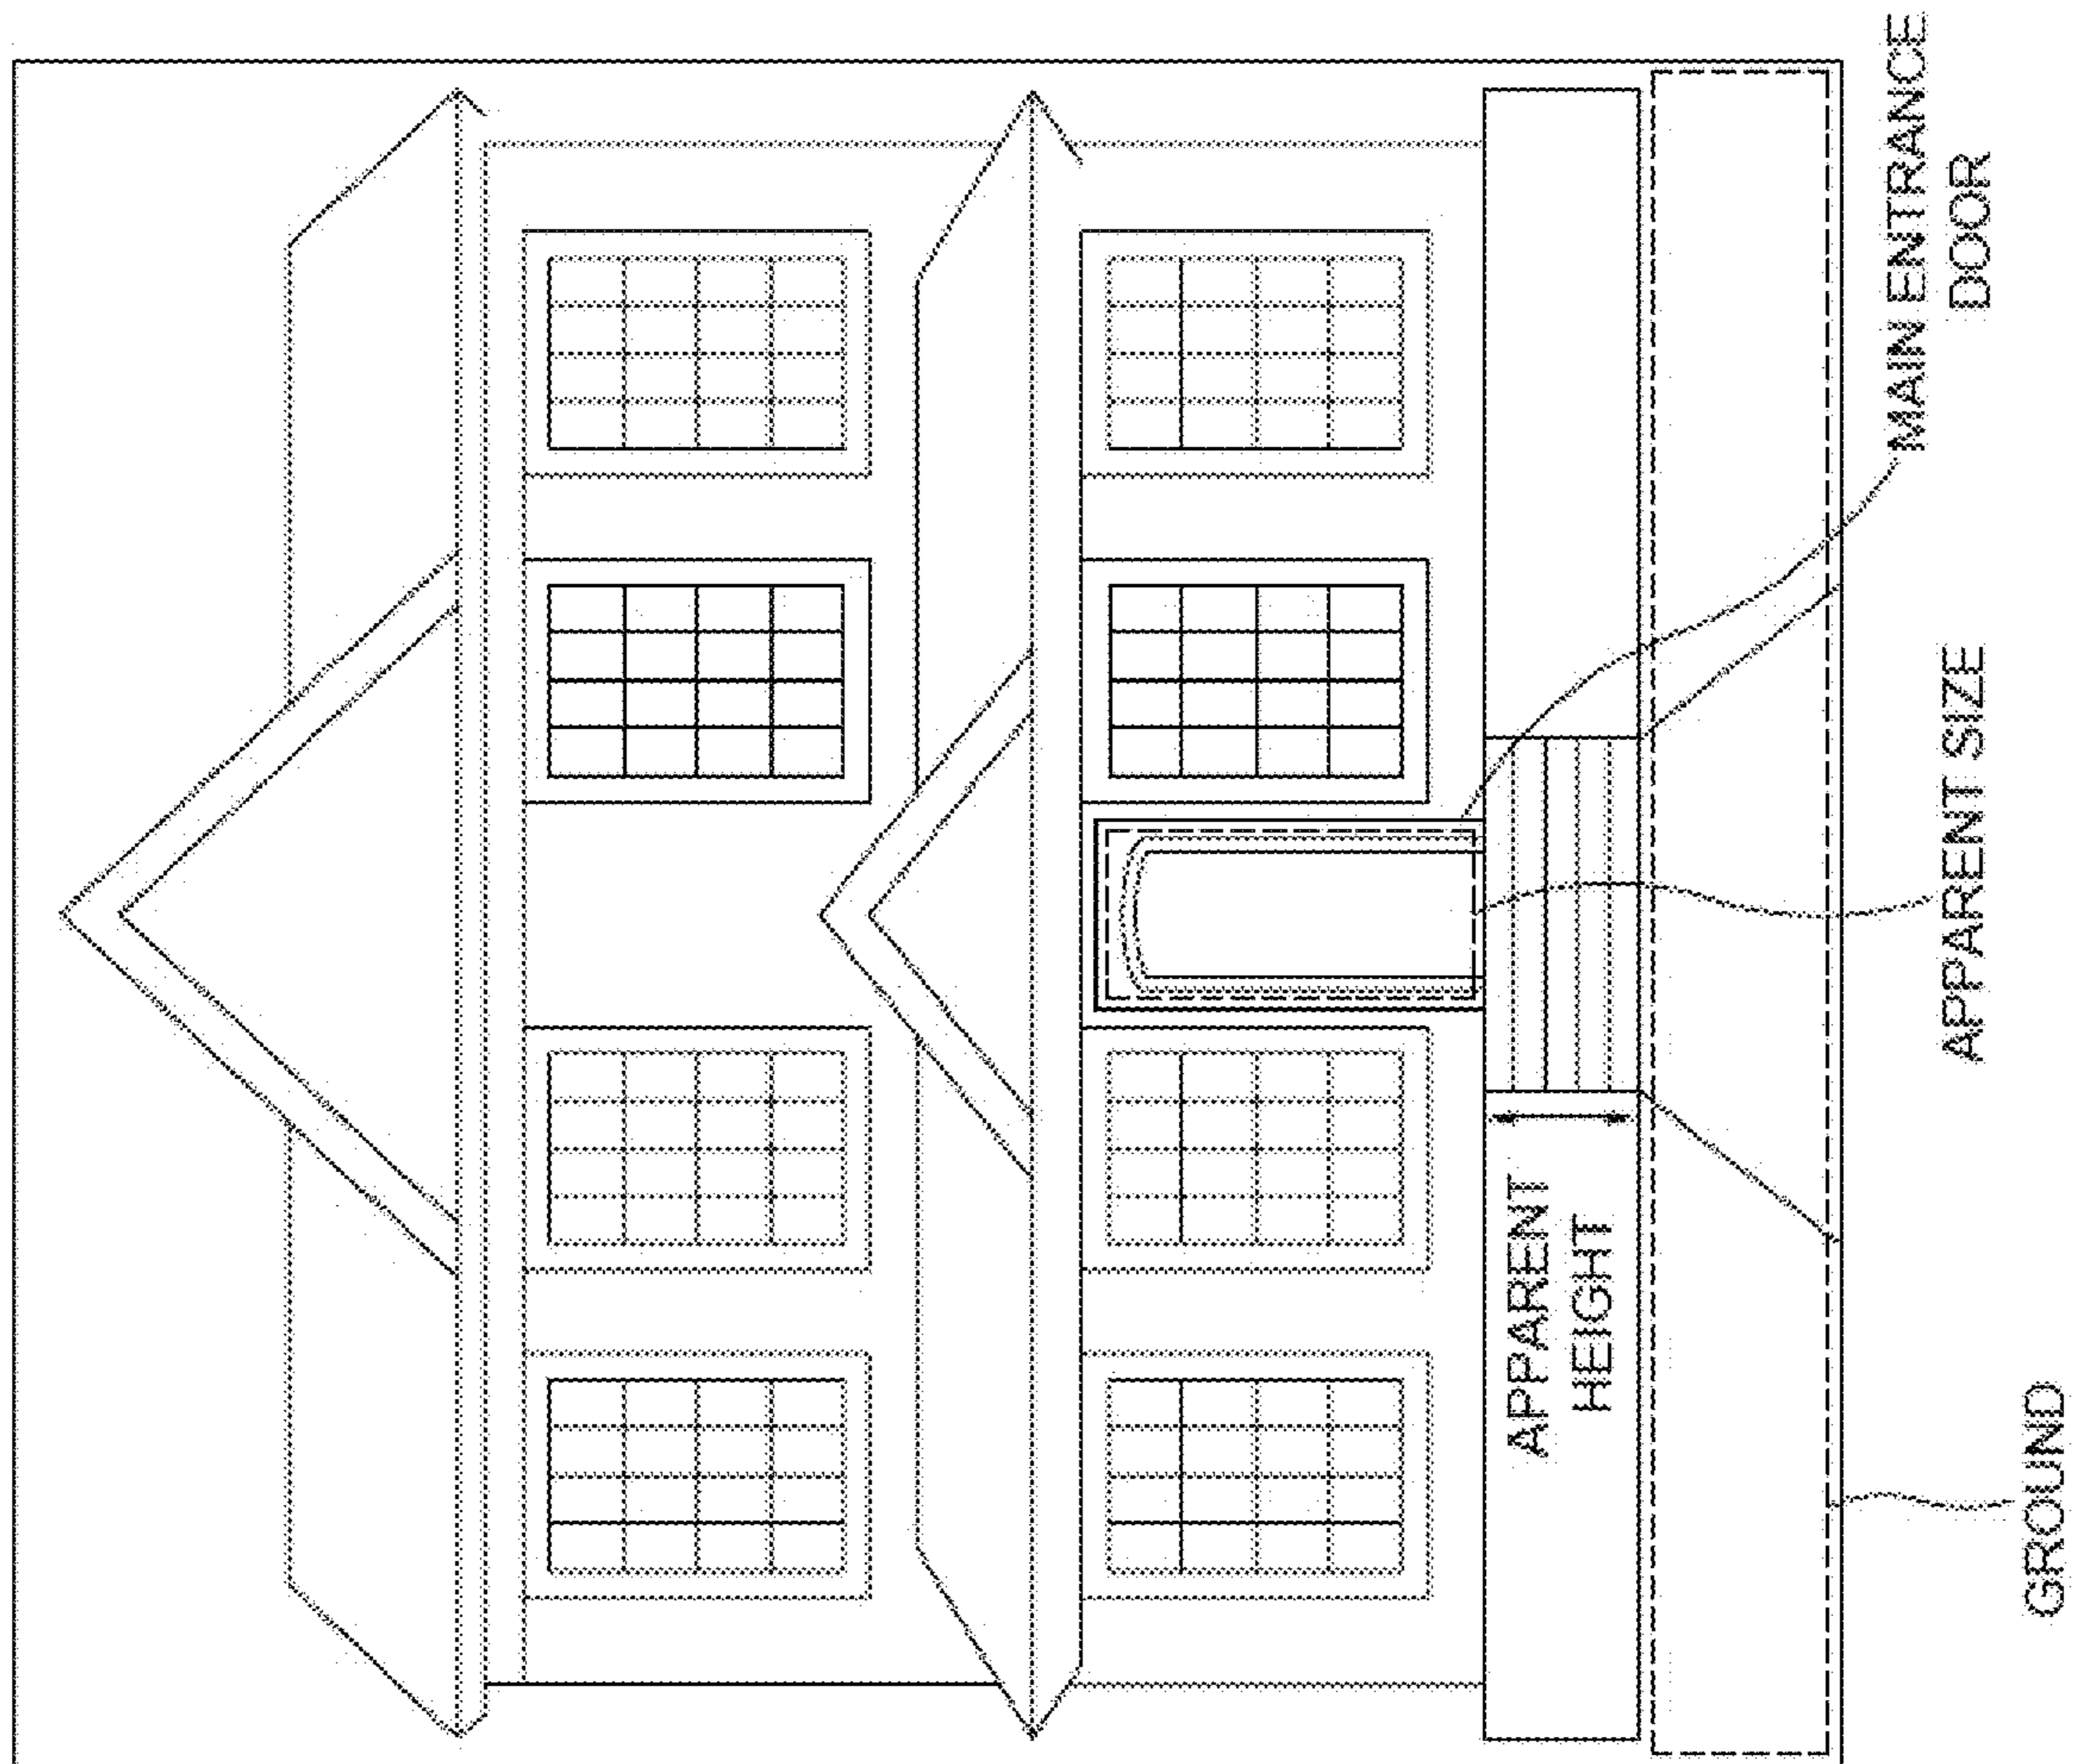 APPARENT
HEIGHT
GROUND
APPARENT SIZE
MAIN ENTRANCE
DOOR